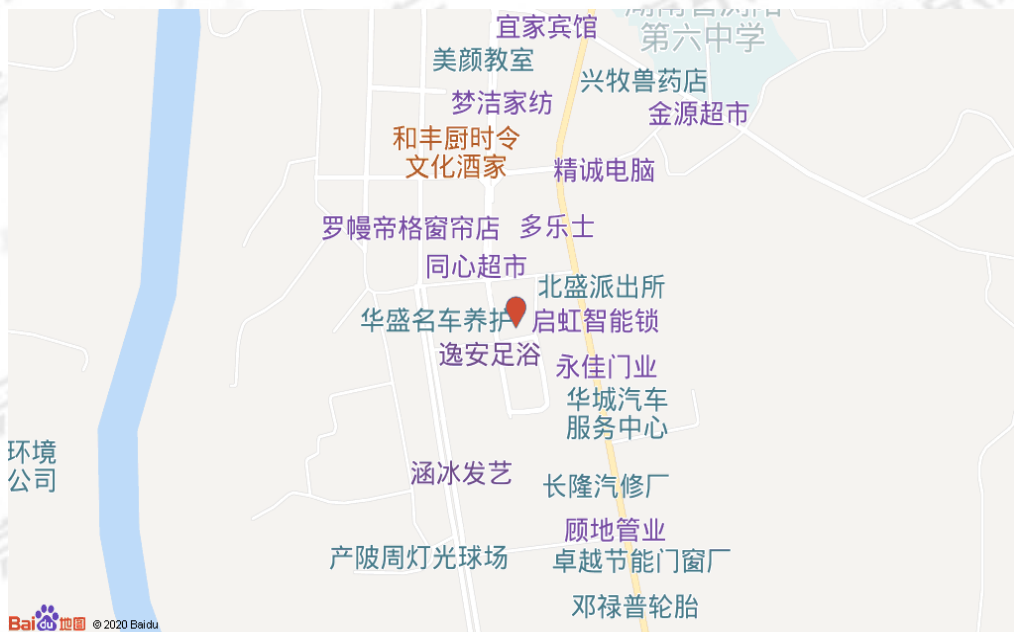 宜家宾馆
第六中学
美颜教室
兴牧兽药店
梦洁家纺
金源超市
和丰厨时令
文化酒家
精诚电脑
罗幔帝格窗帘店
多乐士
同心超市
北盛派出所
华盛名车养护
启虹智能锁
逸安足浴
永佳门业
华城汽车
服务中心
环境
公司
涵冰发艺
长隆汽修厂
顾地管业
产陂周灯光球场
卓越节能门窗厂
邓禄普轮胎
Bai du 地图
© 2020 Baidu